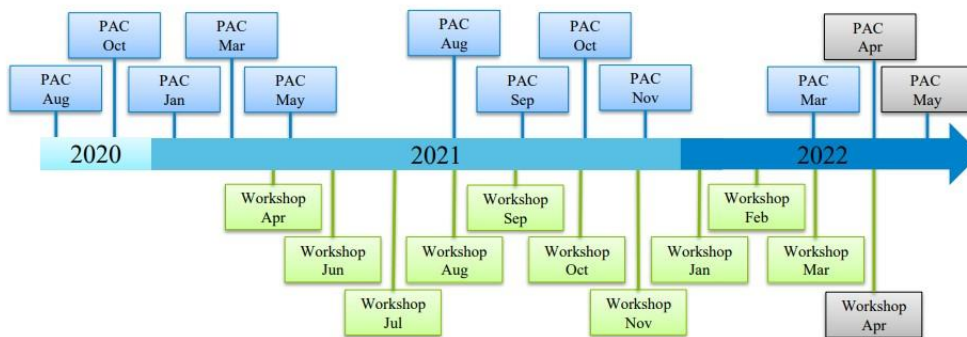 PAC
Oct
PAC
Mar
PAC
Aug
PAC
Oct
PAC
Apr
PAC
Aug
PAC
Jan
PAC
May
PAC
Sep
PAC
Nov
PAC
Mar
PAC
May
2020
2021
2022
Workshop
Apr
Workshop
Sep
Workshop
Feb
Workshop
Jun
Workshop
Aug
Workshop
Oct
Workshop
Jan
Workshop
Mar
Workshop
Jul
Workshop
Nov
Workshop
Apr